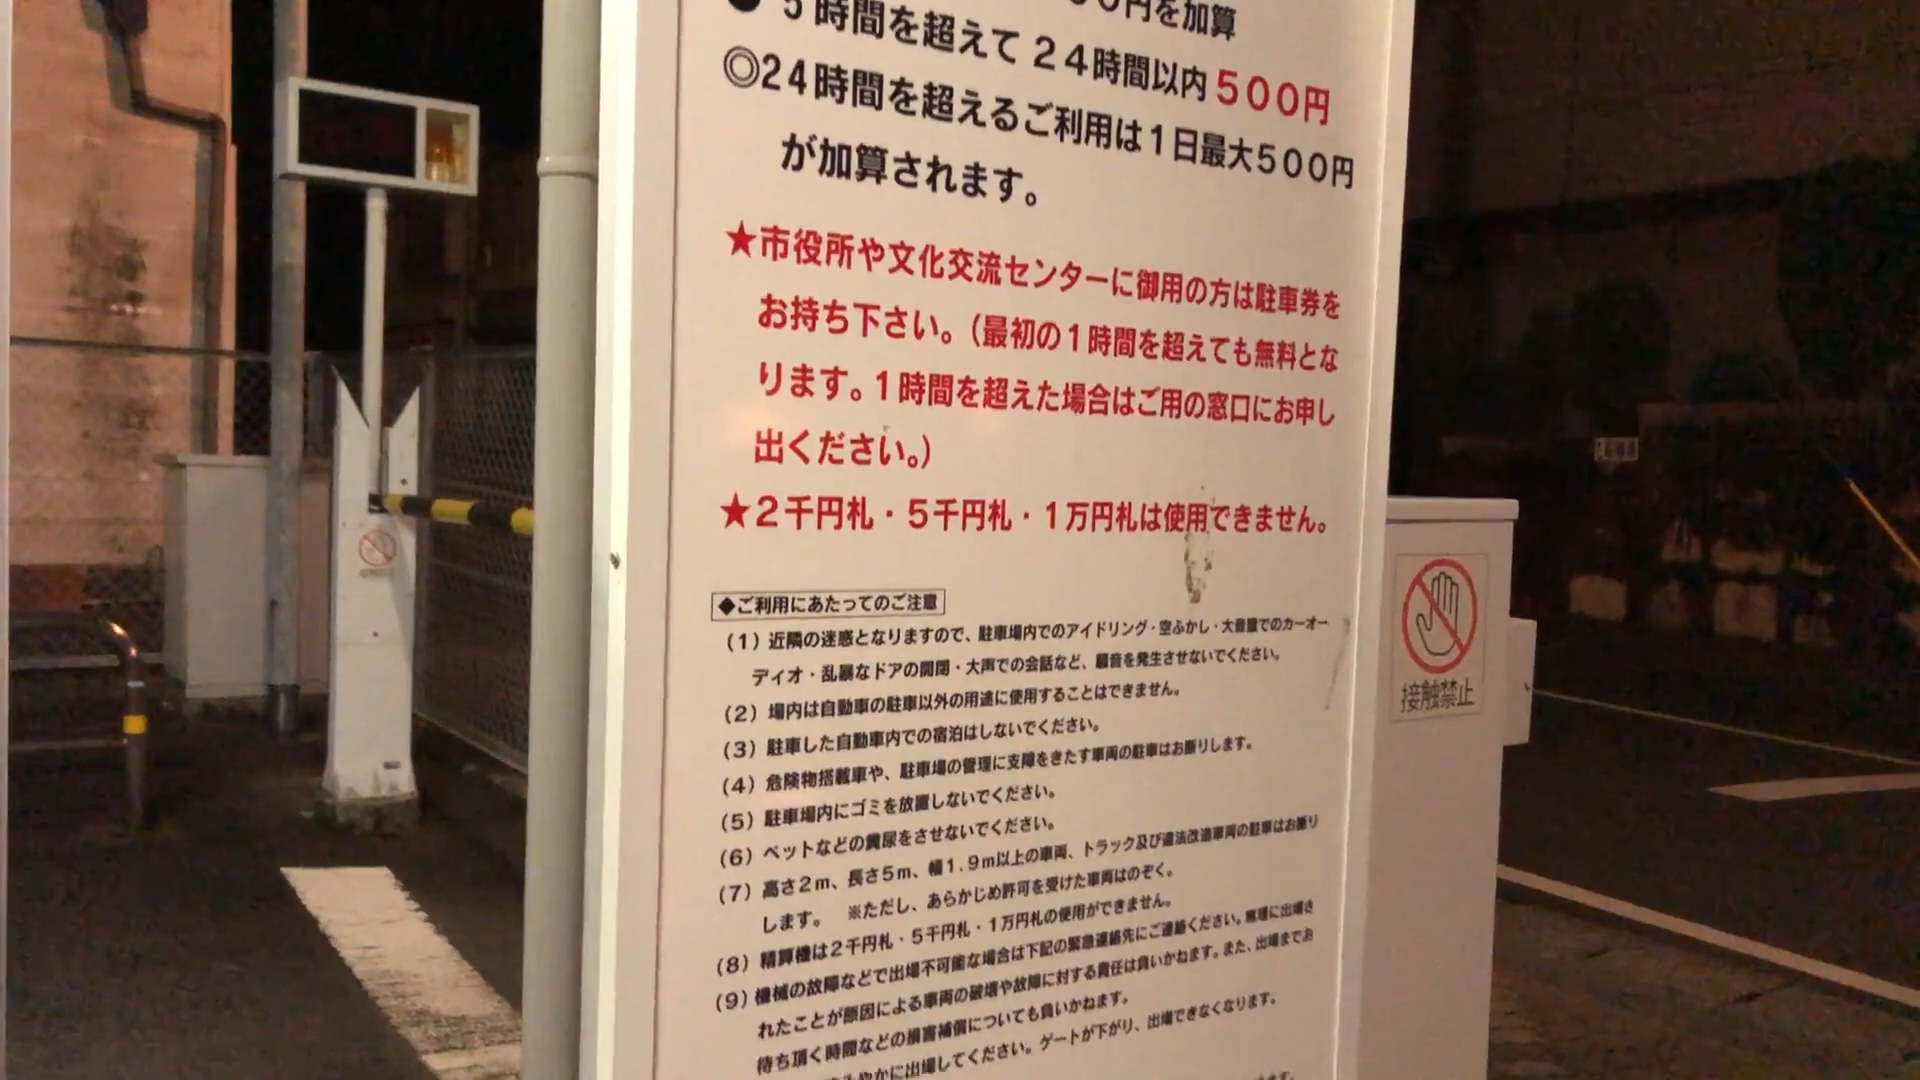 円を加算
5時間を超えて24時間以内500円
◎24時間を超えるご利用は1日最大500円
が加算されます。
★市役所や文化交流センターに御用の方は駐車券を
お持ち下さい。(最初の1時間を超えても無料とな
ります。1時間を超えた場合はご用の窓口にお申し
出ください。)
★2千円札・5千円札・1万円札は使用できません。
◆ご利用にあたってのご注意
(1)近隣の迷惑となりますので、駐車場内でのアイドリング・空ふかし・大音量でのカーオー
ディオ・乱暴なドアの開閉・大声での会話など、騒音を発生させないでください。
(2)場内は自動車の駐車以外の用途に使用することはできません。
(3)駐車した自動車内での宿泊はしないでください。
(4)危険物搭載車や、駐車場の管理に支障をきたす車両の駐車はお断りします。
(5)駐車場内にゴミを放置しないでください。
(6)ペットなどの糞尿をさせないでください。
(7)高さ2m、長さ5m、幅1.9m以上の車両、トラック及び違法改造車両の駐車はお断り
します。 ※ただし、あらかじめ許可を受けた車両はのぞく。
(8)精算機は2千円札・5千円札・1万円札の使用ができません。
(9)機械の故障などで出場不可能な場合は下記の緊急連絡先にご連絡ください。無理に出場さ
れたことが原因による車両の破壊や故障に対する責任は負いかねます。また、出場までお
待ち頂く時間などの損害補償についても負いかねます。
やかに出場してください。ゲートが下がり、出場できなくなります。
接触禁止